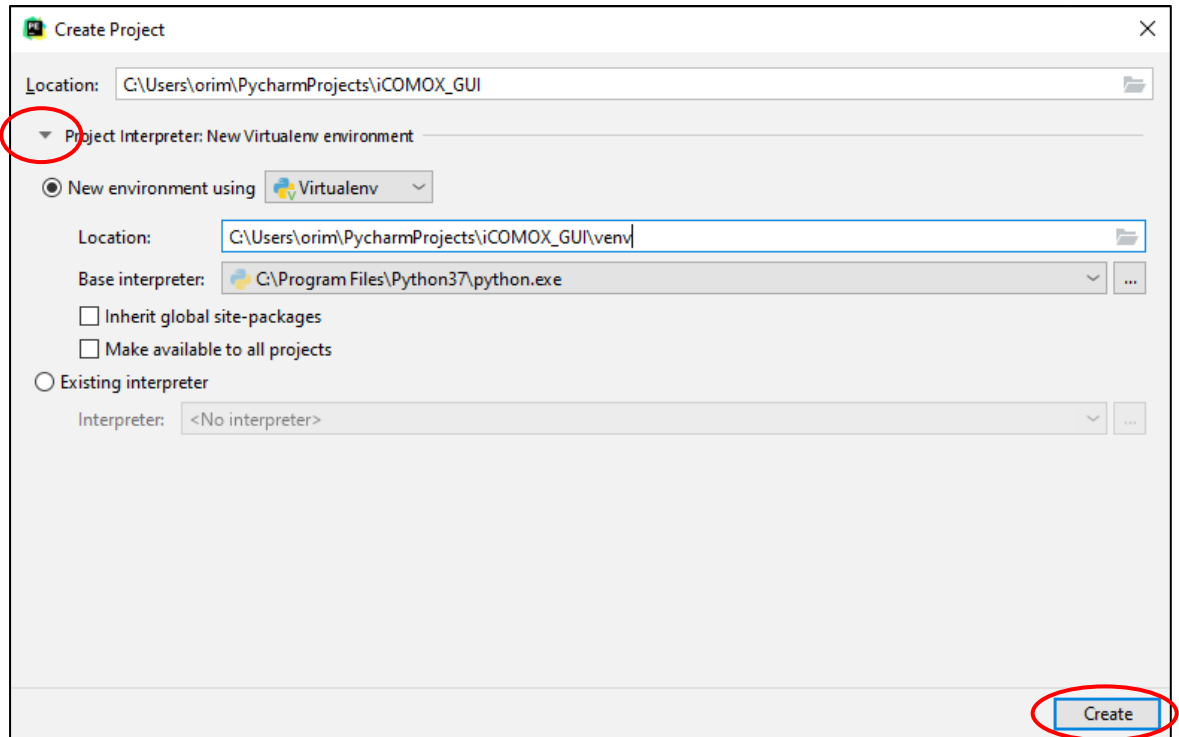 Create Project
Location: C:\Users\orim\PycharmProjects\iCOMOX_GUI
Project Interpreter: New Virtualenv environment
New environment using Virtualenv
Location: C:\Users\orim\PycharmProjects\iCOMOX_GUI\venv
Base interpreter: C:\Program Files\Python37\python.exe ...
Inherit global site-packages
Make available to all projects
Existing interpreter
Interpreter: <No interpreter> ...
Create